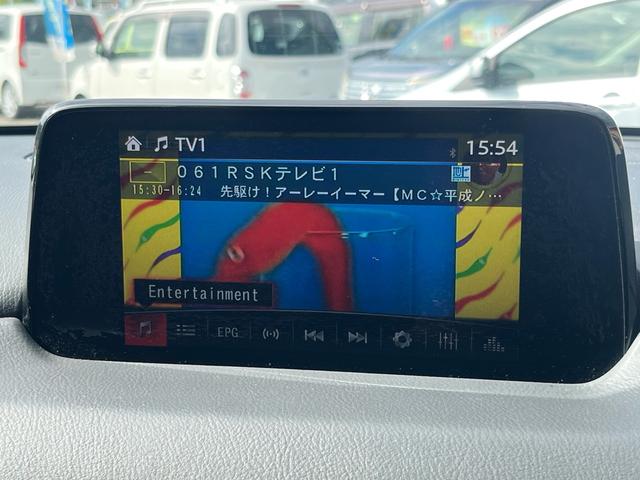 TV1 15:54
061RSKテレビ1
15:30-16:24 先駆け!アーレーイーマー【MC☆平成ノ…
Entertainment
EPG